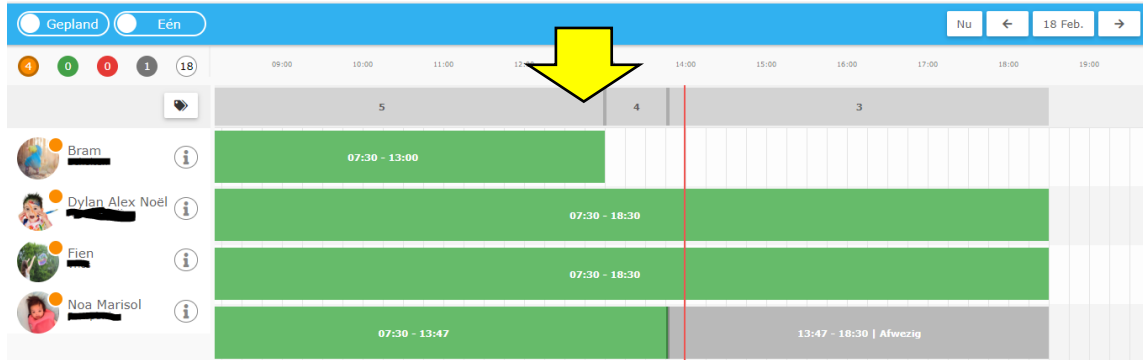 Gepland Eén Nu 18 Feb.
4 0 0 1 18 09:00 10:00 11:00 14:00 15:00 16:00 17:00 18:00 19:00
5 4 3
Bram 07:30 - 13:00
Dylan Alex Noël 07:30 - 18:30
Fien 07:30 - 18:30
Noa Marisol 07:30 - 13:47 13:47 - 18:30 | Afwezig